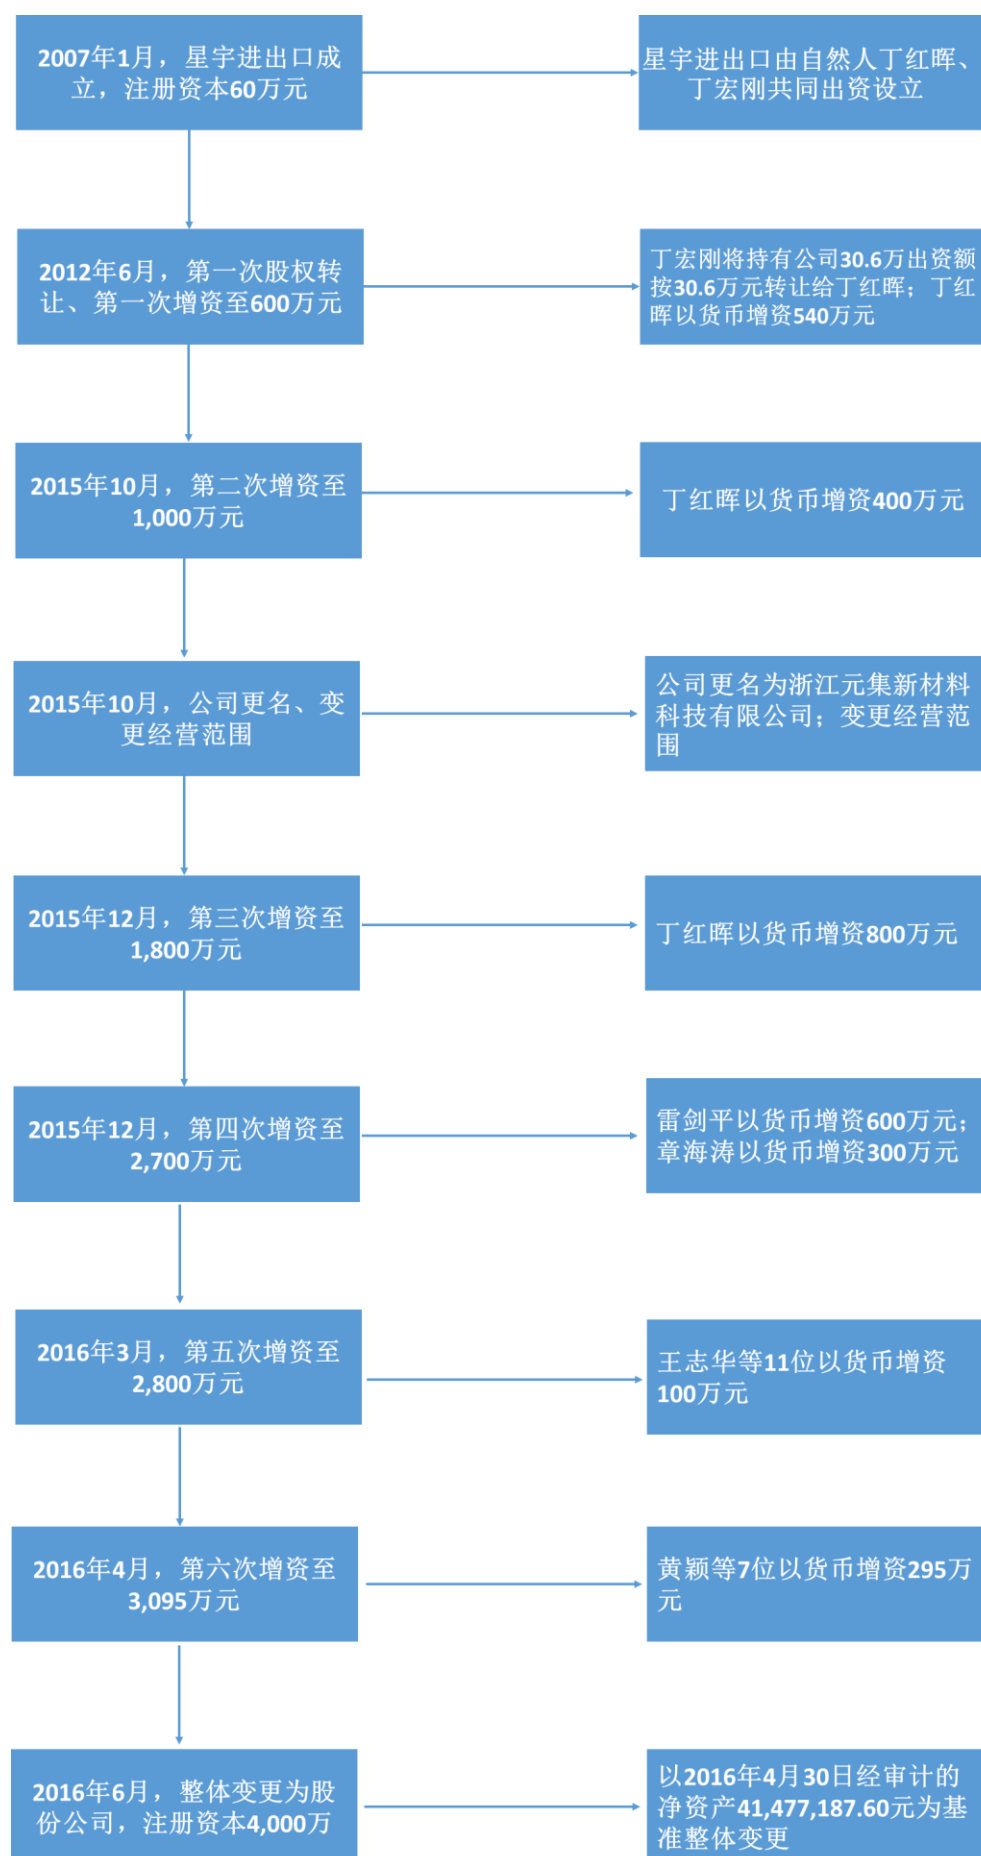 2007年1月，星宇进出口成
立，注册资本60万元
星宇进出口由自然人丁红晖、
丁宏刚共同出资设立
2012年6月，第一次股权转
让、第一次增资至600万元
丁宏刚将持有公司30.6万出资额
按30.6万元转让给丁红晖；丁红
晖以货币增资540万元
2015年10月，第二次增资至
1,000万元
丁红晖以货币增资400万元
2015年10月，公司更名、变
更经营范围
公司更名为浙江元集新材料
科技有限公司；变更经营范
围
2015年12月，第三次增资至
1,800万元
丁红晖以货币增资800万元
2015年12月，第四次增资至
2,700万元
雷剑平以货币增资600万元；
章海涛以货币增资300万元
2016年3月，第五次增资至
2,800万元
王志华等11位以货币增资
100万元
2016年4月，第六次增资至
3,095万元
黄颖等7位以货币增资295万
元
2016年6月，整体变更为股
份公司，注册资本4,000万
以2016年4月30日经审计的
净资产41,477,187.60元为基
准整体变更